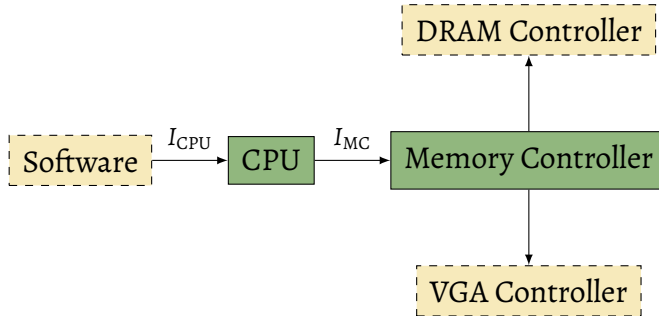 DRAM Controller
Software
I_CPU
CPU
I_MC
Memory Controller
VGA Controller